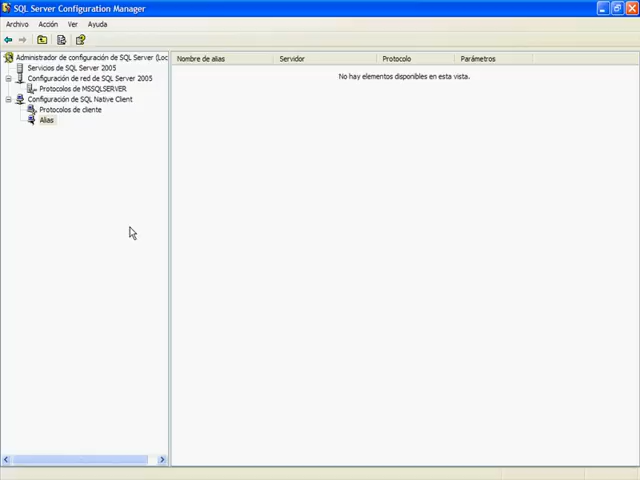 SQL Server Configuration Manager
Archivo Acción Ver Ayuda
Administrador de configuración de SQL Server (Loc
Servicios de SQL Server 2005
Configuración de red de SQL Server 2005
Protocolos de MSSQLSERVER
Configuración de SQL Native Client
Protocolos de cliente
Alias
Nombre de alias Servidor Protocolo Parámetros
No hay elementos disponibles en esta vista.